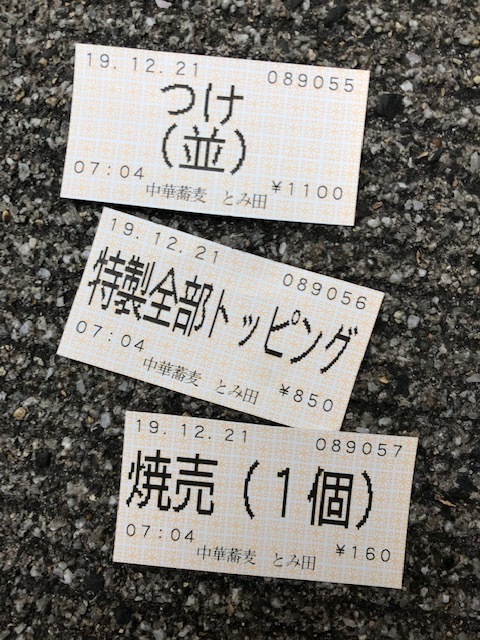 19.12.21 089055
つけ
(並)
07:04 中華蕎麦 とみ田 ¥1100
19.12.21 089056
特製全部トッピング
07:04 中華蕎麦 とみ田 ¥850
19.12.21 089057
焼売(1個)
07:04 中華蕎麦 とみ田 ¥160